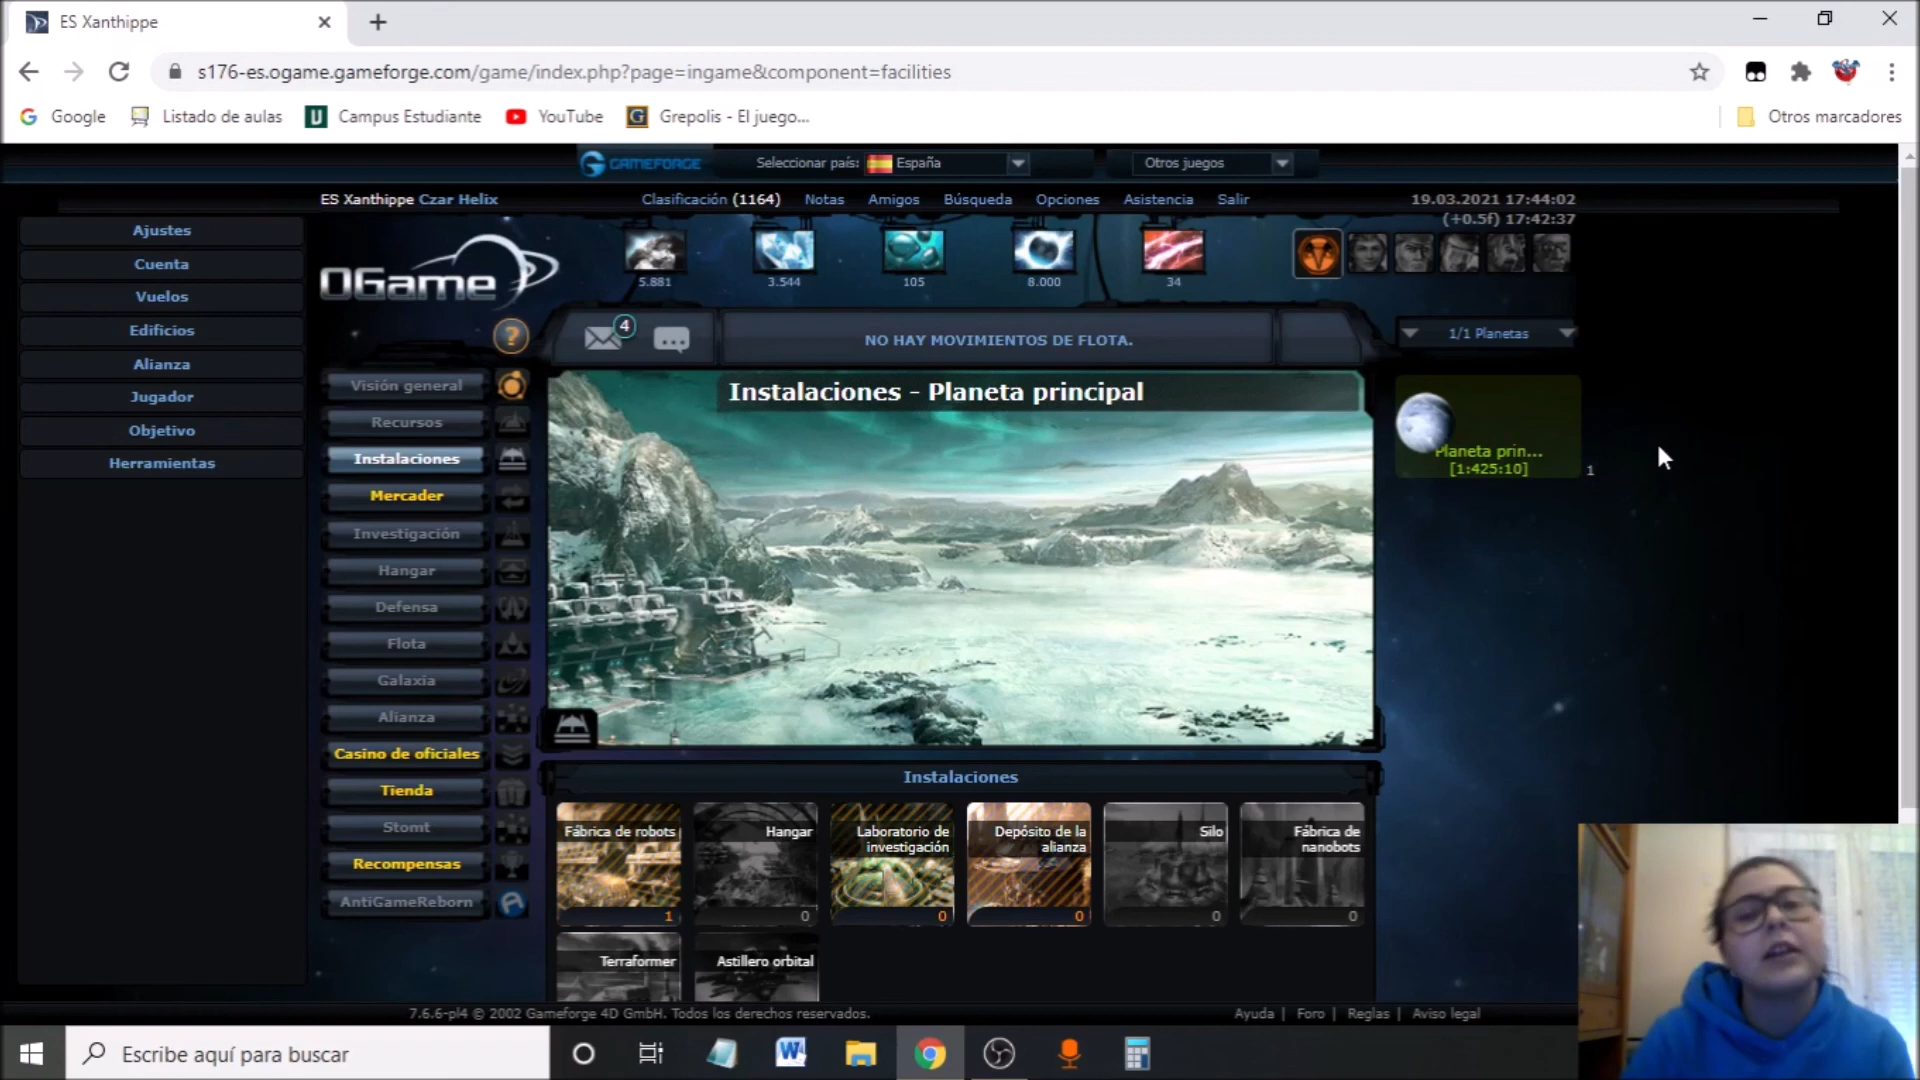 ES Xanthippe
s176-es.ogame.gameforge.com/game/index.php?page=ingame&component=facilities
Google
Listado de aulas
U
Campus Estudiante
YouTube
G
Grepolis - El juego...
Otros marcadores
GAMEFORGE
Seleccionar país:
España
Otros juegos
ES Xanthippe Czar Helix
Clasificación (1164)
Notas
Amigos
Búsqueda
Opciones
Asistencia
Salir
19.03.2021 17:44:02
(+0.5f) 17:42:37
Ajustes
Cuenta
Vuelos
Edificios
Alianza
Jugador
Objetivo
Herramientas
OGame
5.881
3.544
105
8.000
34
?
4
NO HAY MOVIMIENTOS DE FLOTA.
1/1 Planetas
Visión general
Recursos
Instalaciones
Mercader
Investigación
Hangar
Defensa
Flota
Galaxia
Alianza
Casino de oficiales
Tienda
Stomt
Recompensas
AntiGameReborn
Instalaciones - Planeta principal
Planeta prin...
[1:425:10]
1
Instalaciones
Fábrica de robots
1
Hangar
0
Laboratorio de
investigación
0
Depósito de la
alianza
0
Silo
0
Fábrica de
nanobots
0
Terraformer
Astillero orbital
7.6.6-pl4 © 2002 Gameforge 4D GmbH. Todos los derechos reservados.
Ayuda |
Foro |
Reglas |
Aviso legal
Escribe aquí para buscar
W